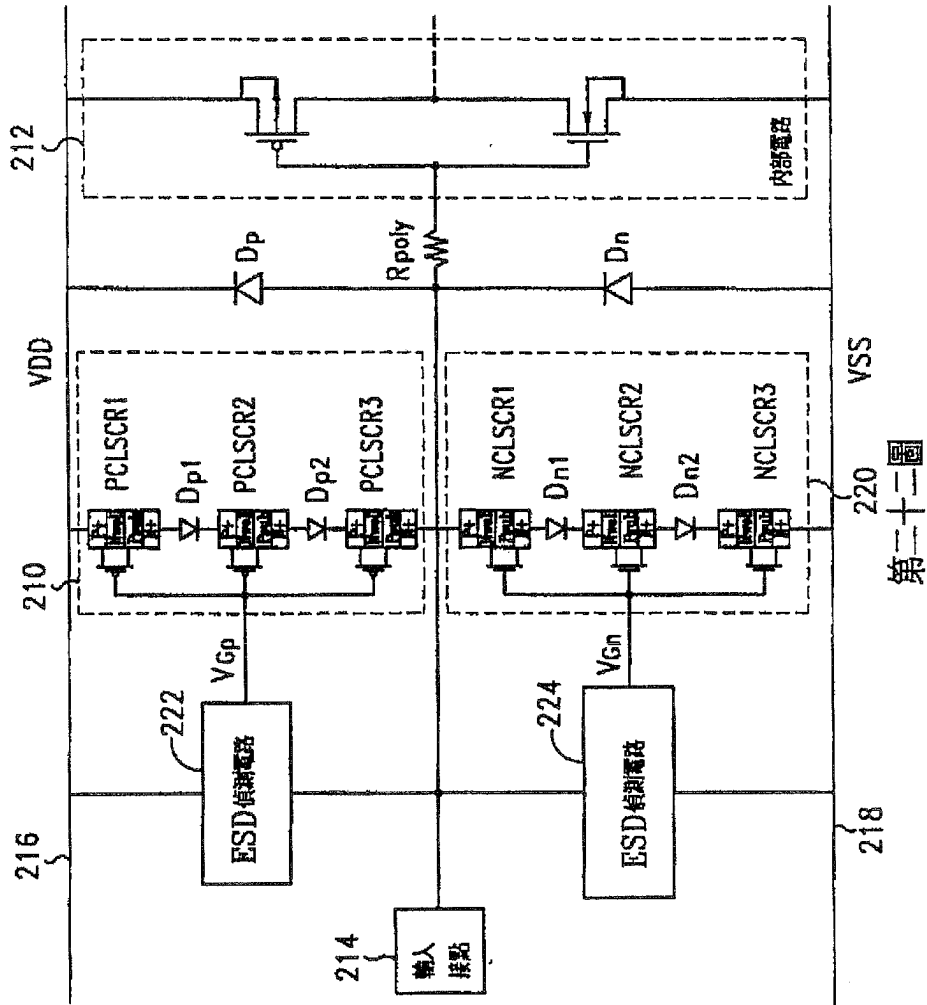 216
VDD
210
212
222
VGp
PCLSCR1
P+
Dp1
PCLSCR2
P+
Dp2
PCLSCR3
P+
Dp
ESD偵測電路
214
輸入
接點
Rpoly
224
VGn
NCLSCR1
P+
Dn1
NCLSCR2
P+
Dn2
NCLSCR3
P+
Dn
ESD偵測電路
內部電路
218
220
VSS
第二十二圖